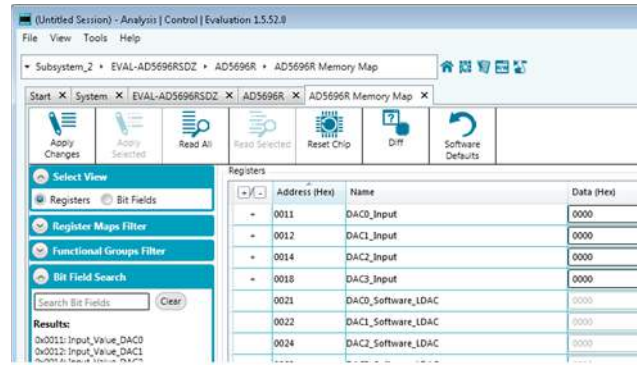 (Untitled Session) - Analysis | Control | Evaluation 1.5.52.0
File View Tools Help
Subsystem_2 EVAL-AD5696RSDZ AD5696R AD5696R Memory Map
Start System EVAL-AD5696RSDZ AD5696R AD5696R Memory Map
Apply Changes
Apply Selected
Read All
Read Selected
Reset Chip
Diff
Software Defaults
Select View
Registers Bit Fields
Register Maps Filter
Functional Groups Filter
Bit Field Search
Search Bit Fields Clear
Results:
0x0011: Input_Value_DAC0
0x0012: Input_Value_DAC1
Registers
+/- Address (Hex) Name Data (Hex)
+ 0011 DAC0_Input 0000
+ 0012 DAC1_Input 0000
+ 0014 DAC2_Input 0000
+ 0018 DAC3_Input 0000
0021 DAC0_Software_LDAC 0000
0022 DAC1_Software_LDAC 0000
0024 DAC2_Software_LDAC 0000